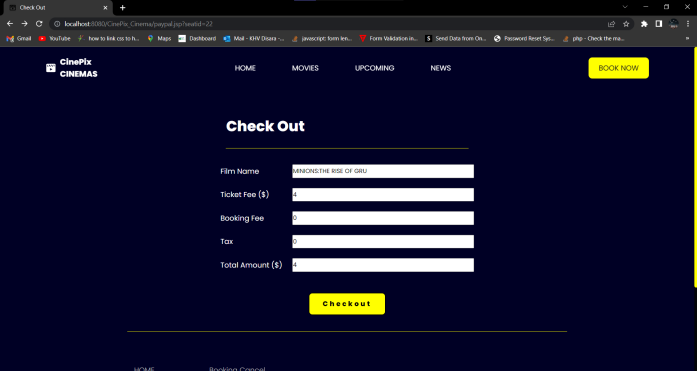 Check Out
localhost:8080/CinePix_Cinema/paypal.jsp?seatid=22
Gmail YouTube how to link css to h... Maps Dashboard Mail - KHV Disara -... javascript: form len... Form Validation in... Send Data from On... Password Reset Sys... php - Check the ma...
CinePix
CINEMAS
HOME MOVIES UPCOMING NEWS BOOK NOW
Check Out
Film Name MINIONS:THE RISE OF GRU
Ticket Fee ($) 4
Booking Fee 0
Tax 0
Total Amount ($) 4
Checkout
HOME Booking Cancel